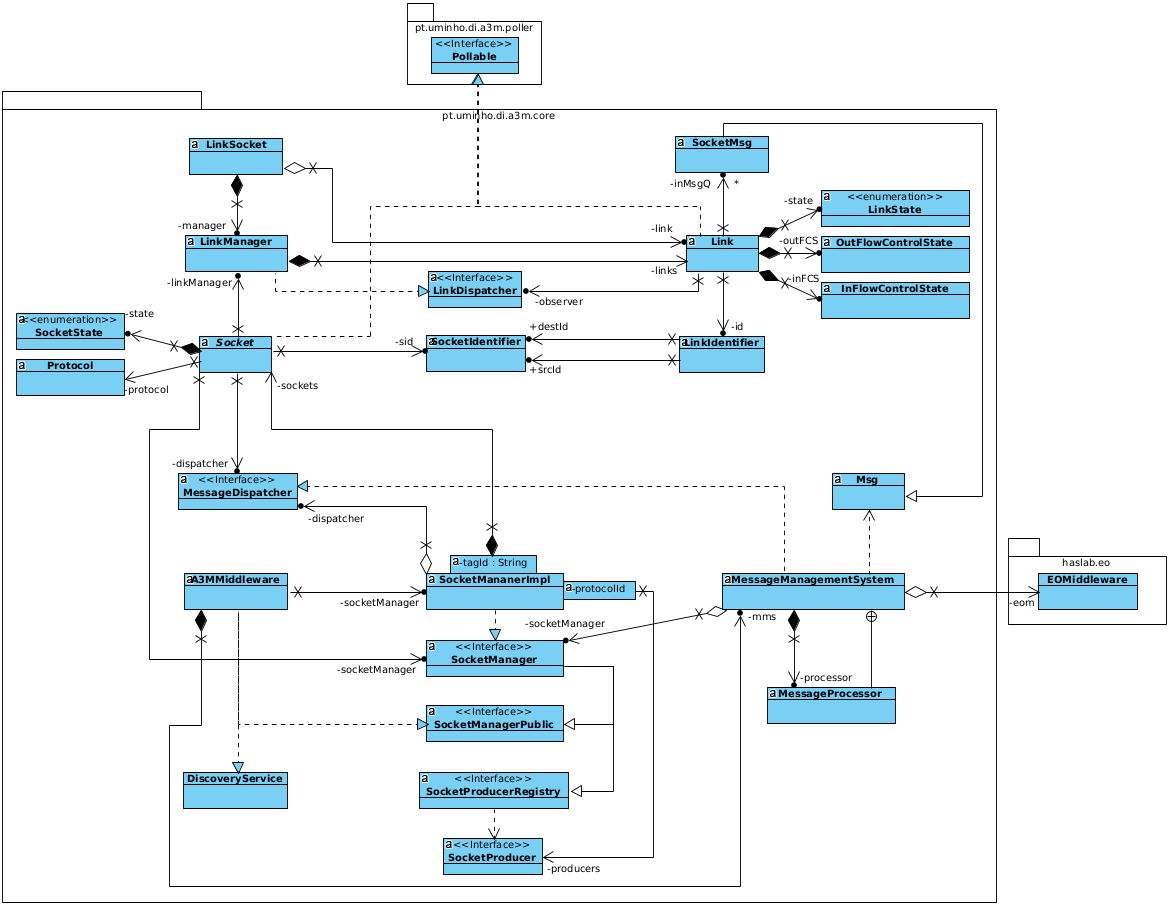 pt.uminho.di.a3m.poller
<<Interface>>
Pollable
pt.uminho.di.a3m.core
a LinkSocket
a SocketMsg
-inMsgQ *
-manager
a LinkManager
-link
a Link
-links
-state
a <<enumeration>>
LinkState
-outFCS
a OutFlowControlState
-inFCS
a InFlowControlState
-linkManager
a <<Interface>>
LinkDispatcher
-observer
a <<enumeration>>
SocketState
-state
a Socket
-sid
a SocketIdentifier
+destId
+srcId
-id
a LinkIdentifier
a Protocol
-protocol
-sockets
-dispatcher
a <<Interface>>
MessageDispatcher
-dispatcher
a Msg
a -tagId : String
a A3MMiddleware
-socketManager
a SocketMananerImpl
a -protocolId
a MessageManagementSystem
haslab.eo
EOMiddleware
-eom
-socketManager
-mms
a <<Interface>>
SocketManager
-socketManager
-processor
a MessageProcessor
a <<Interface>>
SocketManagerPublic
DiscoveryService
a <<Interface>>
SocketProducerRegistry
a <<Interface>>
SocketProducer
-producers